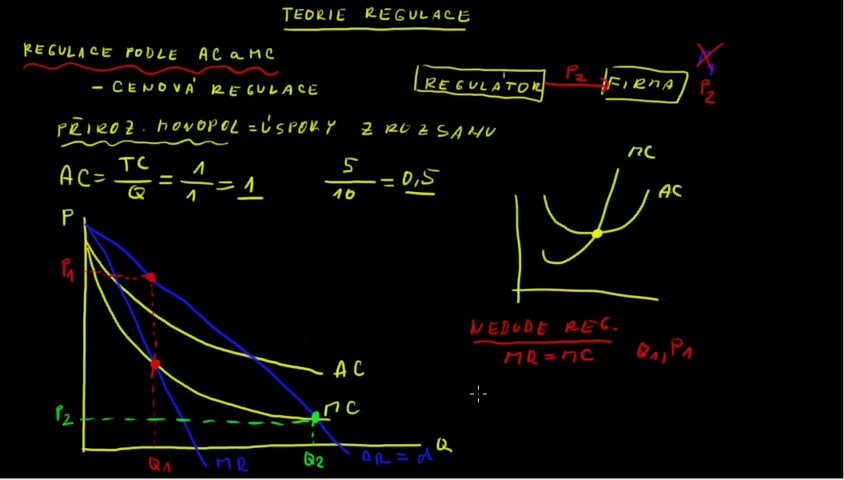 TEORIE REGULACE
REGULACE PODLE AC a MC
- CENOVÁ REGULACE
REGULÁTOR P2 FIRMA P1 P2
PŘIROZ. MONOPOL = ÚSPORY Z ROZSAHU
AC = TC/Q = 1/1 = 1 5/10 = 0,5
MC
AC
P
P1
NEBUDE REG.
MR = MC Q1, P1
AC
MC
P2
Q
Q1 MR Q2 AR = d